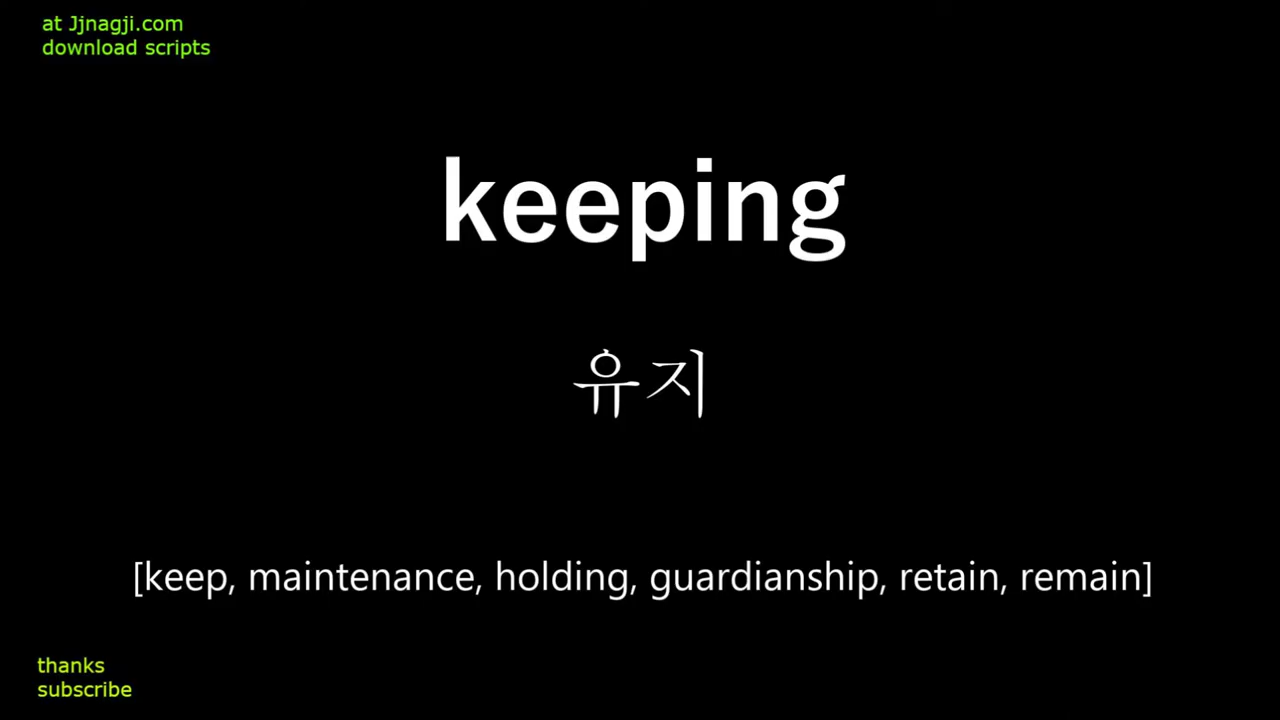 at Jjnagji.com
download scripts
keeping
유지
[keep, maintenance, holding, guardianship, retain, remain]
thanks
subscribe